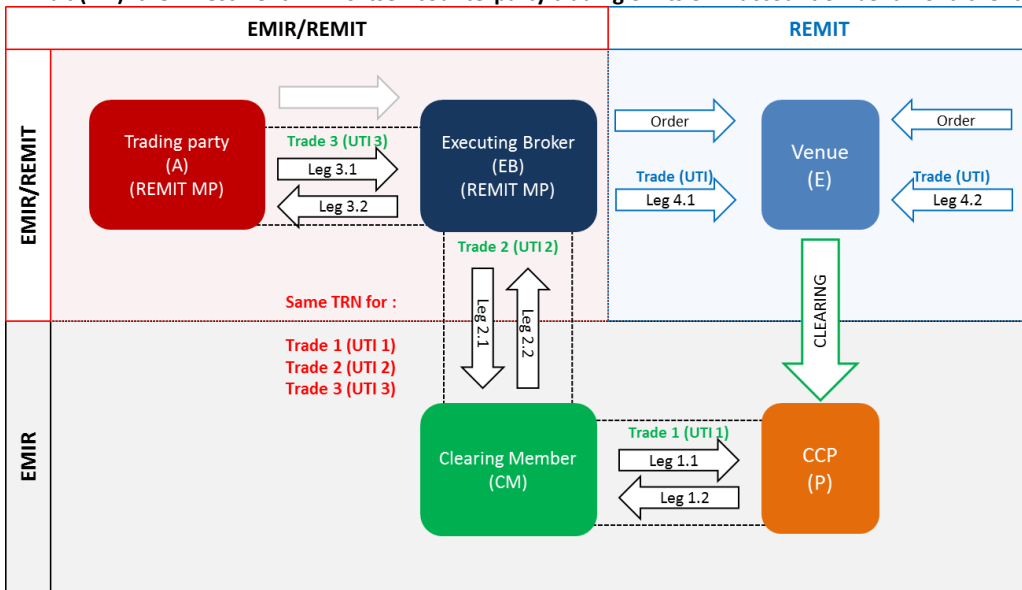 EMIR/REMIT
REMIT
EMIR/REMIT
Trading party
(A)
(REMIT MP)
Trade 3 (UTI 3)
Leg 3.1
Leg 3.2
Executing Broker
(EB)
(REMIT MP)
Order
Trade (UTI)
Leg 4.1
Venue
(E)
Order
Trade (UTI)
Leg 4.2
Trade 2 (UTI 2)
Leg 2.1
Leg 2.2
CLEARING
Same TRN for :
Trade 1 (UTI 1)
Trade 2 (UTI 2)
Trade 3 (UTI 3)
EMIR
Clearing Member
(CM)
Trade 1 (UTI 1)
Leg 1.1
Leg 1.2
CCP
(P)